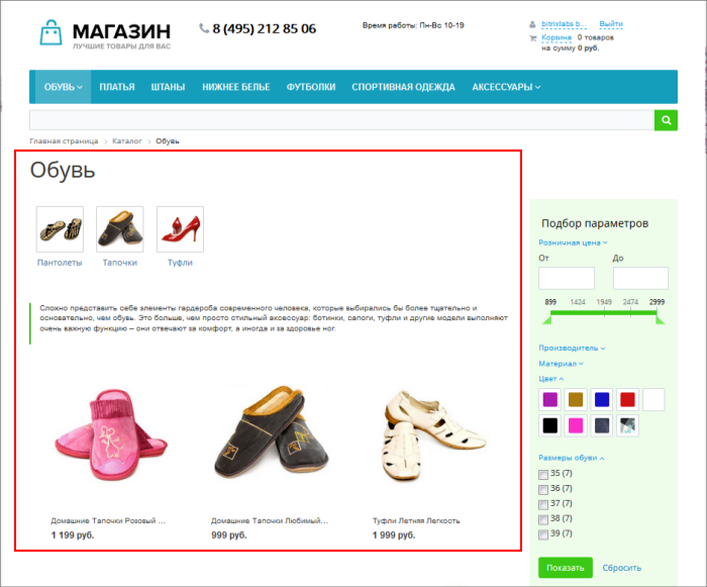 МАГАЗИН
ЛУЧШИЕ ТОВАРЫ ДЛЯ ВАС
8 (495) 212 85 06
Время работы: Пн-Вс 10-19
bitrixlabs b... Выйти
Корзина 0 товаров
на сумму 0 руб.
ОБУВЬ ПЛАТЬЯ ШТАНЫ НИЖНЕЕ БЕЛЬЕ ФУТБОЛКИ СПОРТИВНАЯ ОДЕЖДА АКСЕССУАРЫ
Главная страница > Каталог > Обувь
Обувь
Пантолеты Тапочки Туфли
Сложно представить себе элементы гардероба современного человека, которые выбирались бы более тщательно и
основательно, чем обувь. Это больше, чем просто стильный аксессуар: ботинки, сапоги, туфли и другие модели выполняют
очень важную функцию – они отвечают за комфорт, а иногда и за здоровье ног.
Домашние Тапочки Розовый ...
1 199 руб.
Домашние Тапочки Любимый...
999 руб.
Туфли Летняя Легкость
1 999 руб.
Подбор параметров
Розничная цена
От До
899 1424 1949 2474 2999
Производитель
Материал
Цвет
Размеры обуви
35 (7)
36 (7)
37 (7)
38 (7)
39 (7)
Показать Сбросить